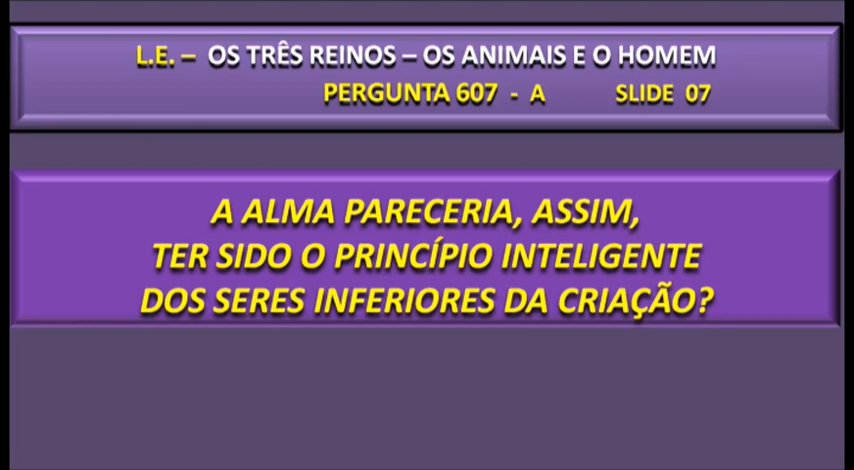 L.E. – OS TRÊS REINOS – OS ANIMAIS E O HOMEM
PERGUNTA 607 - A SLIDE 07
A ALMA PARECERIA, ASSIM,
TER SIDO O PRINCÍPIO INTELIGENTE
DOS SERES INFERIORES DA CRIAÇÃO?